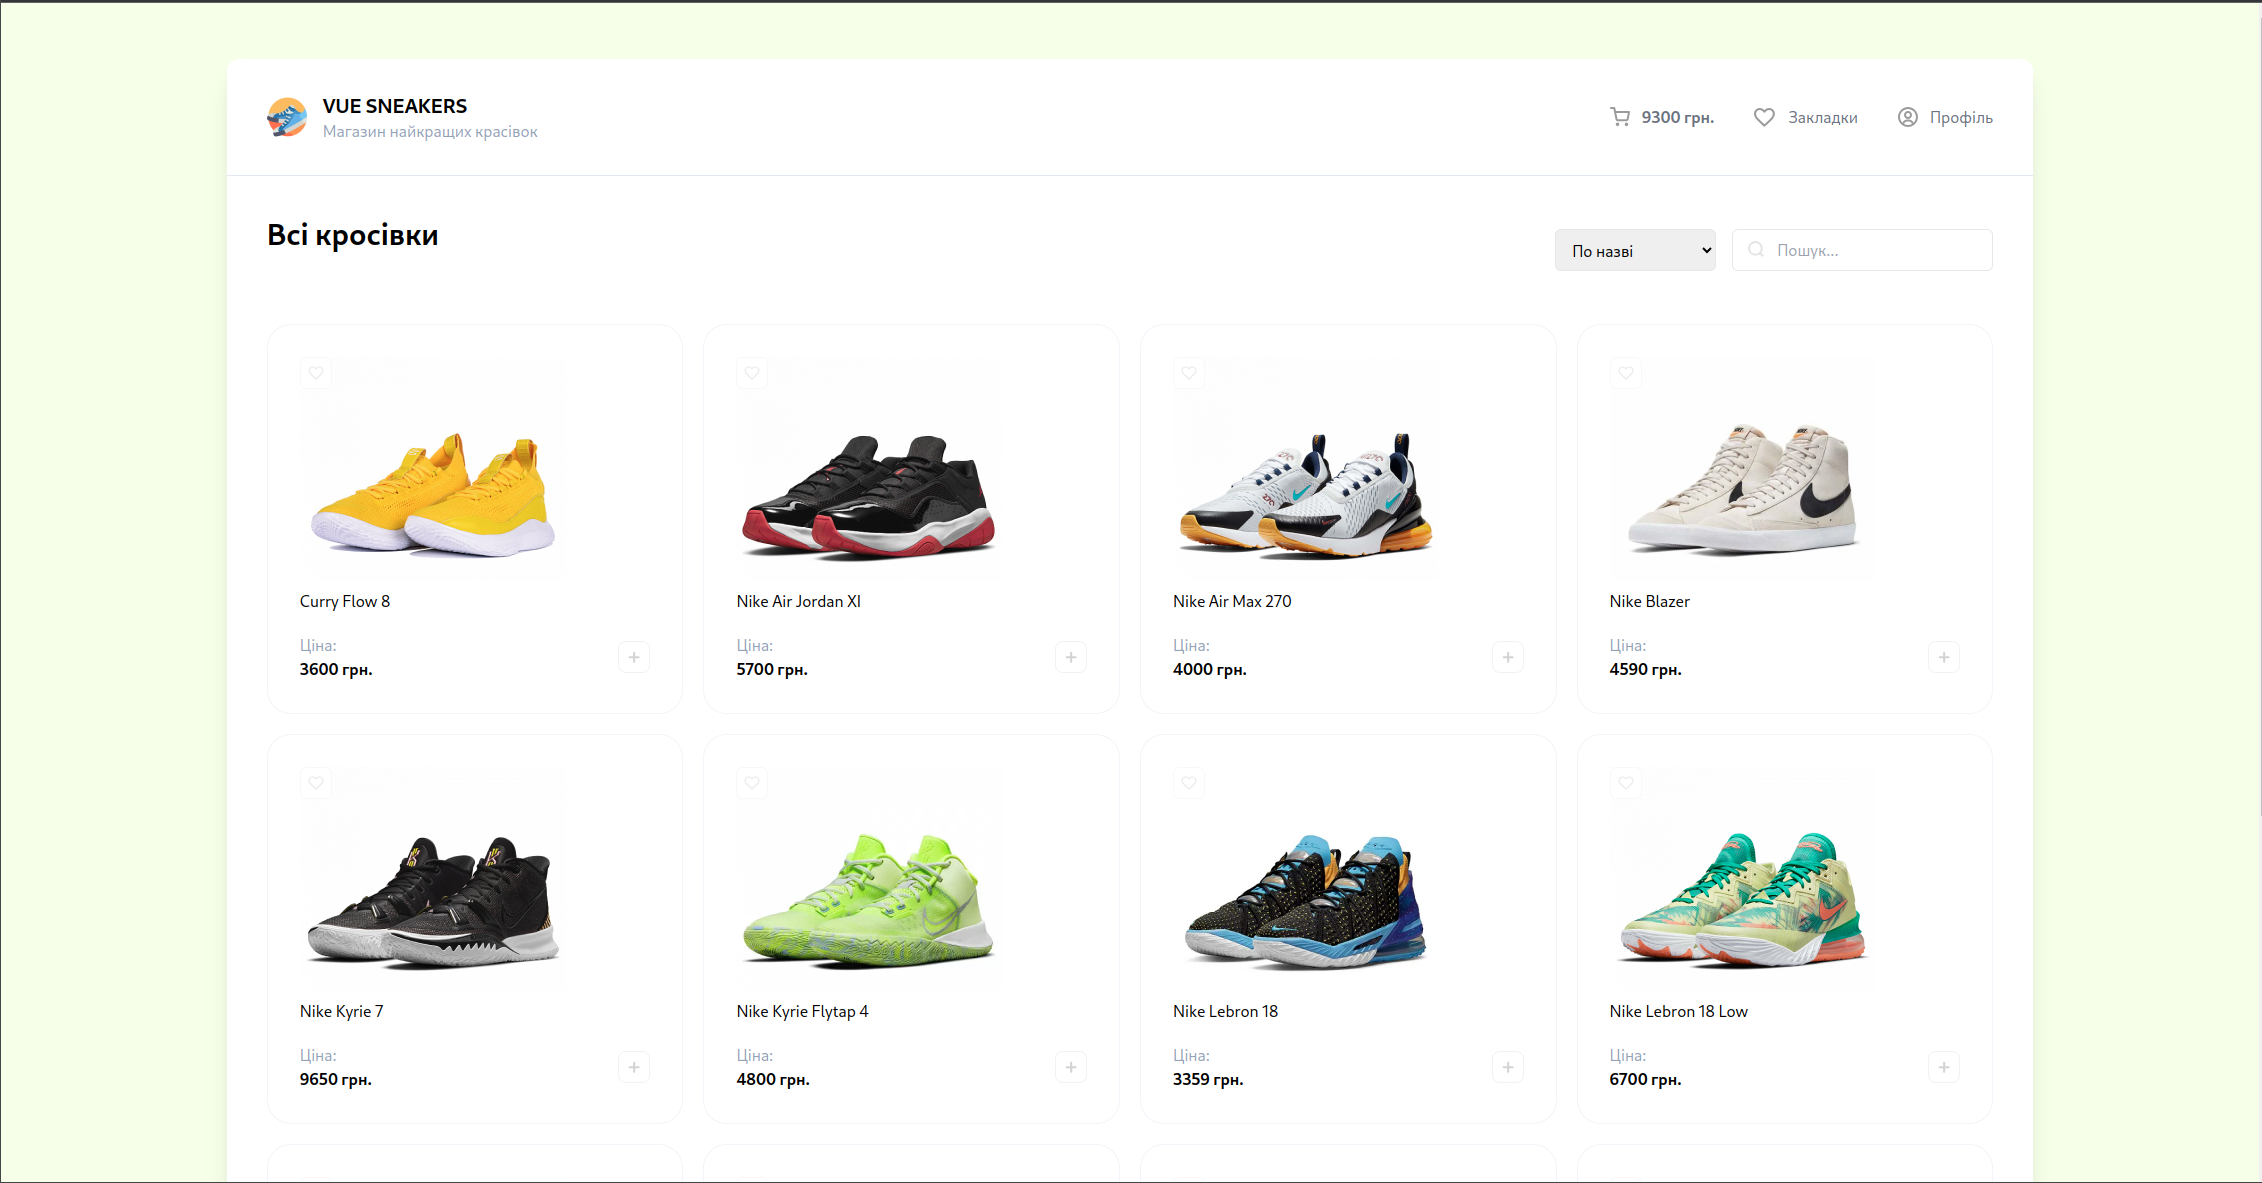 VUE SNEAKERS
Магазин найкращих красівок
9300 грн.
Закладки
Профіль
Всі кросівки
По назві
Пошук...
Curry Flow 8
Ціна:
3600 грн.
Nike Air Jordan XI
Ціна:
5700 грн.
Nike Air Max 270
Ціна:
4000 грн.
Nike Blazer
Ціна:
4590 грн.
Nike Kyrie 7
Ціна:
9650 грн.
Nike Kyrie Flytap 4
Ціна:
4800 грн.
Nike Lebron 18
Ціна:
3359 грн.
Nike Lebron 18 Low
Ціна:
6700 грн.